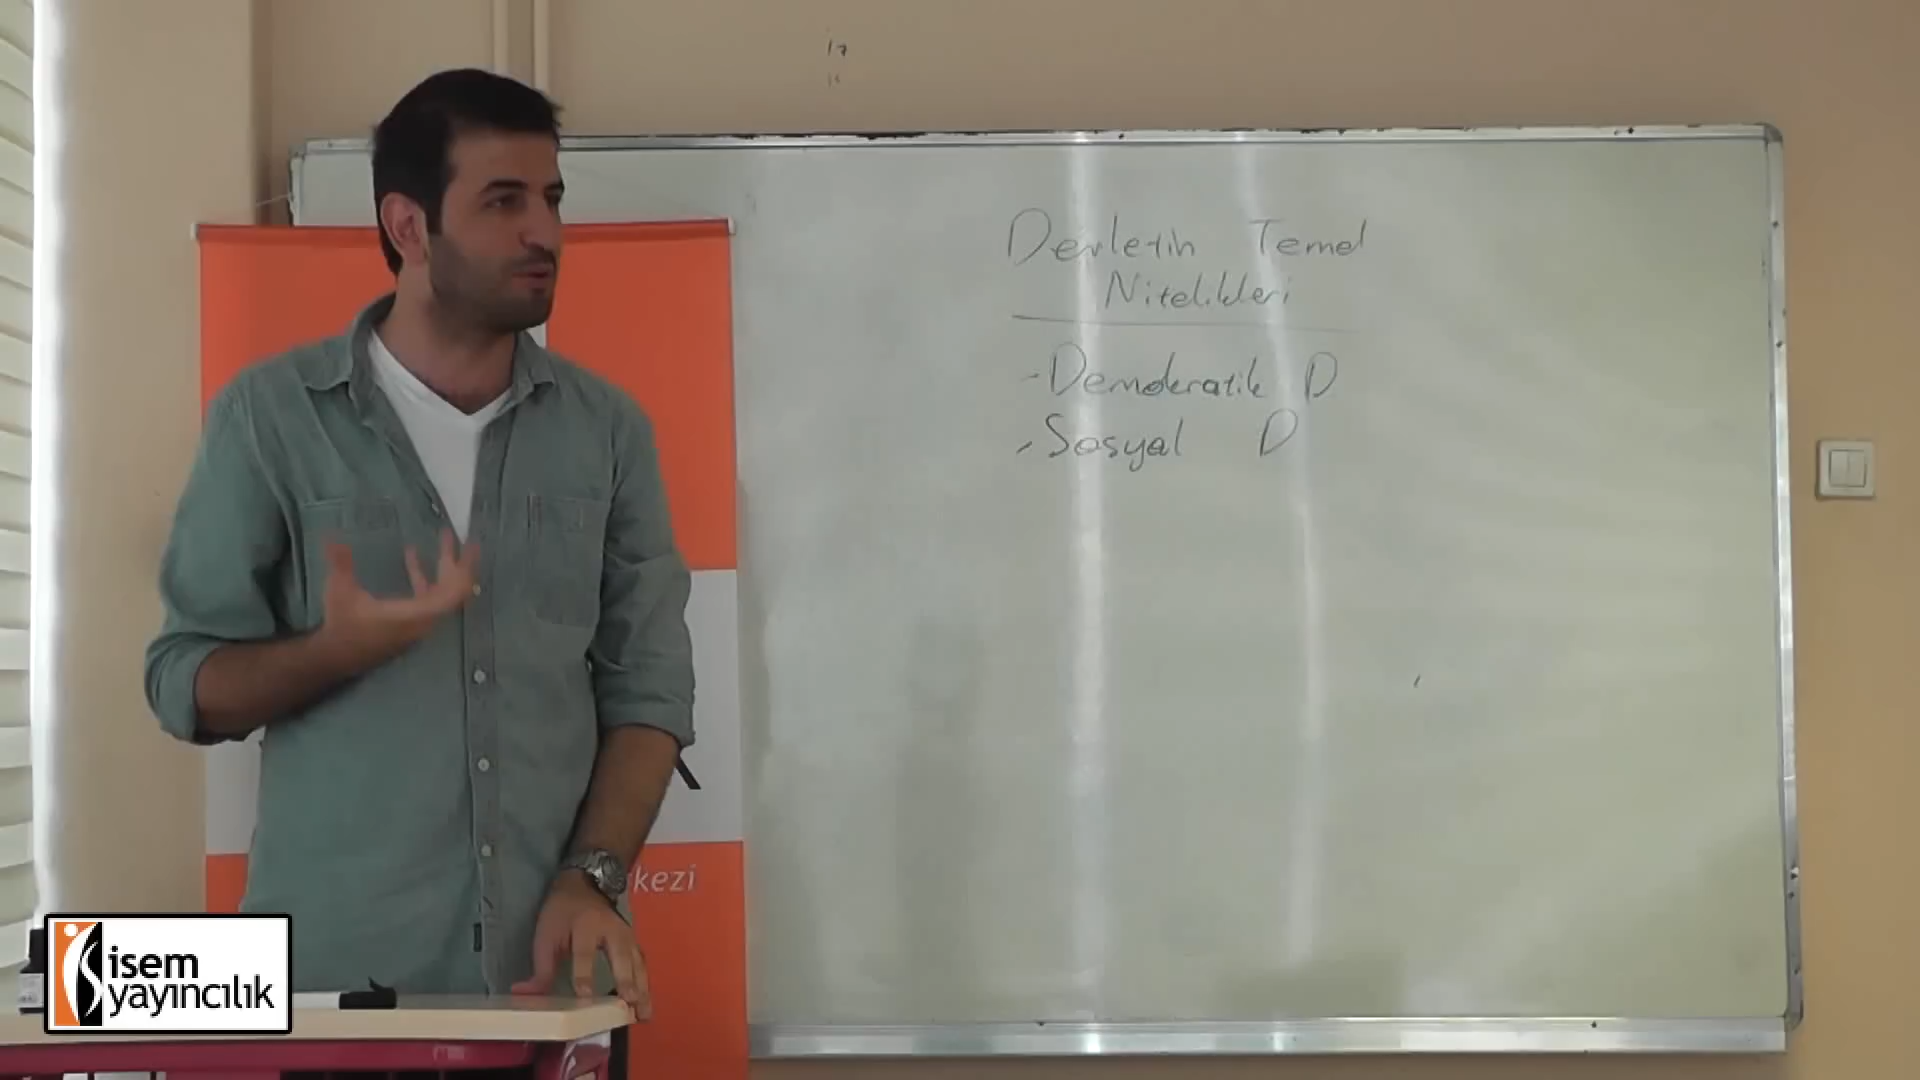 Devletin Temel
Nitelikleri
- Demokratik D
- Sosyal D
kezi
isem
yayıncılık